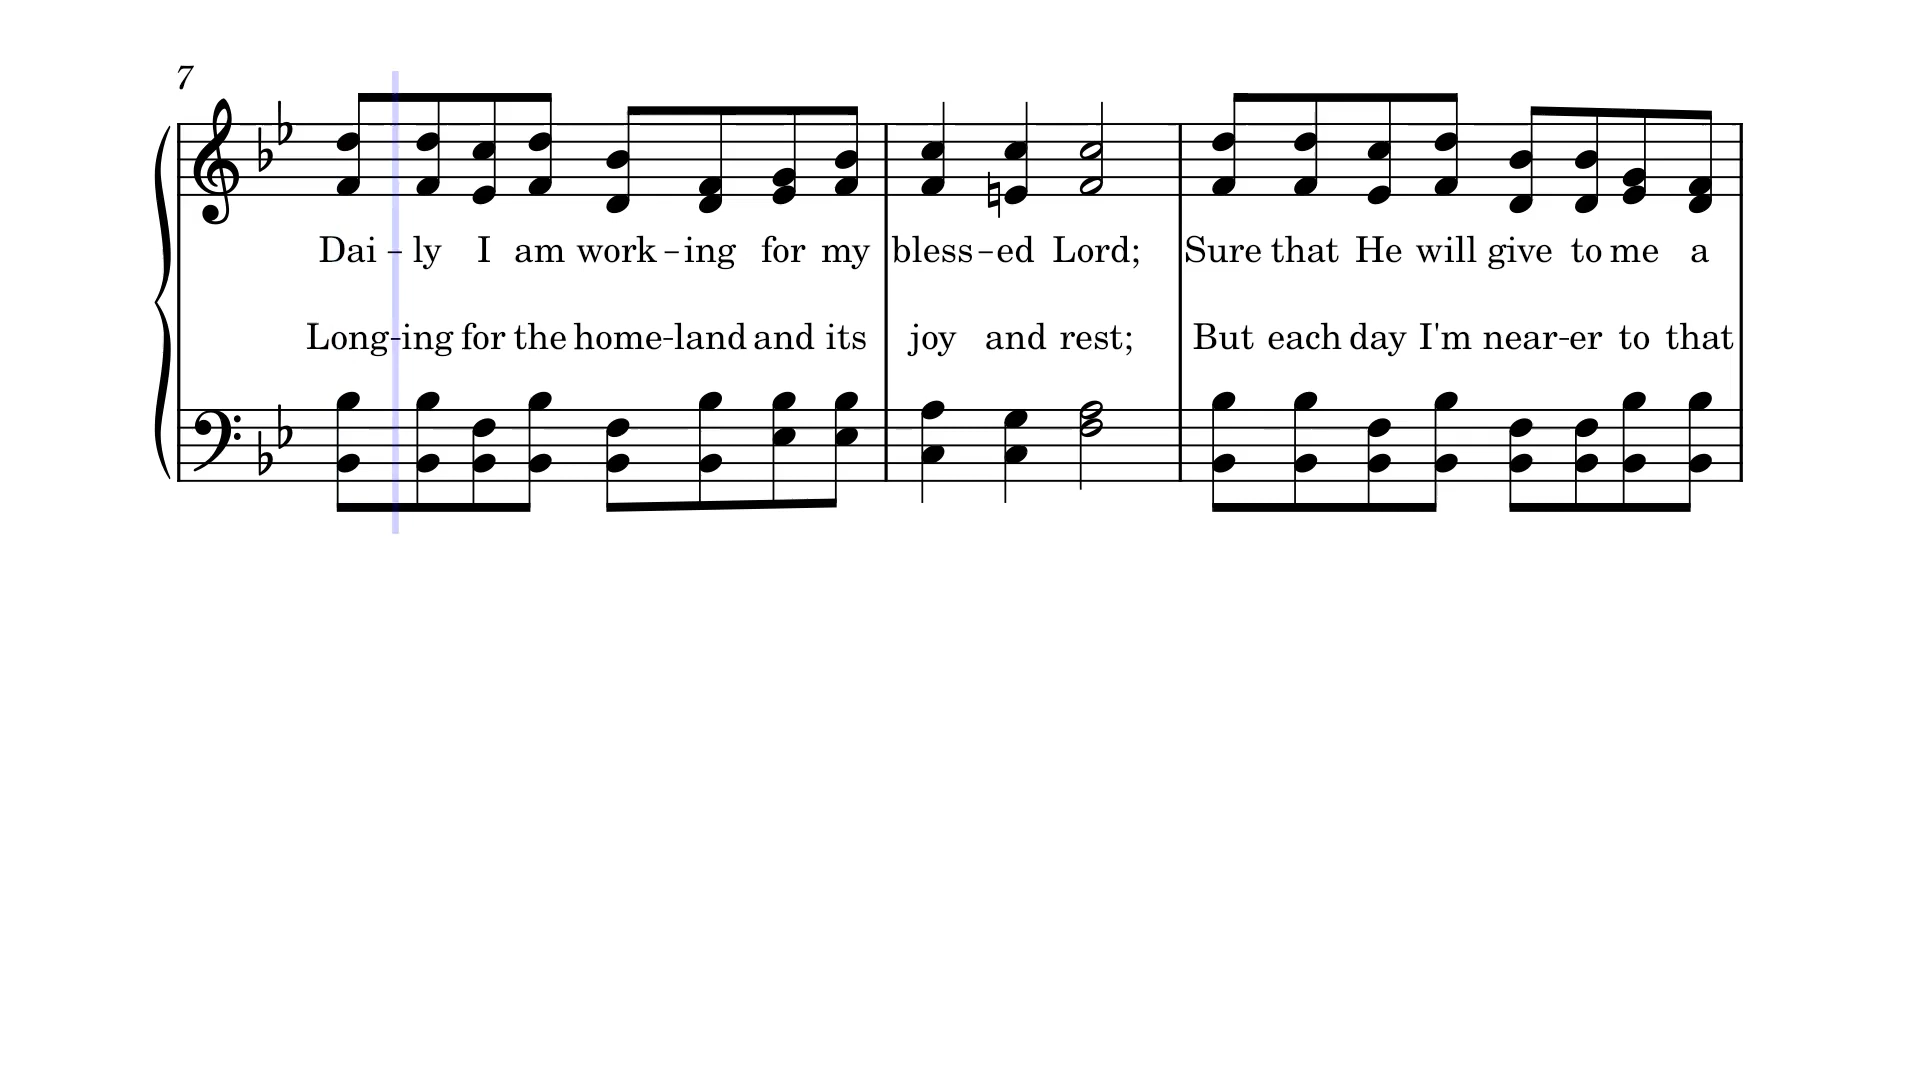 7
Dai – ly I am work – ing for my bless – ed Lord; Sure that He will give to me a
Long-ing for the home-land and its joy and rest; But each day I'm near-er to that